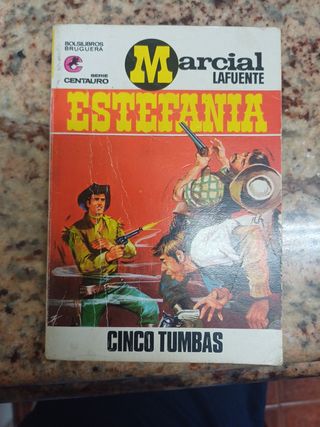 BOLSILIBROS
BRUGUERA
SERIE
CENTAURO
Marcial
LAFUENTE
ESTEFANIA
CINCO TUMBAS